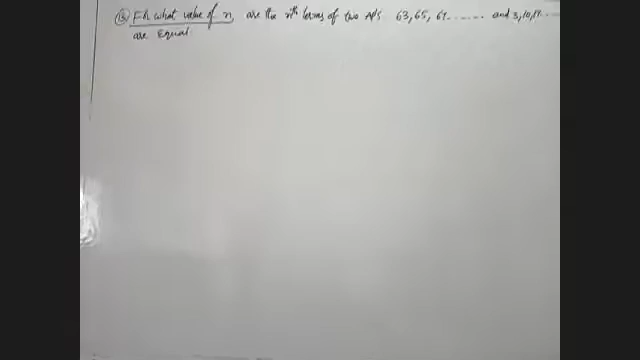 (15) For what value of n, are the nth terms of two AP's 63, 65, 67....... and 3, 10, 17....
are Equal